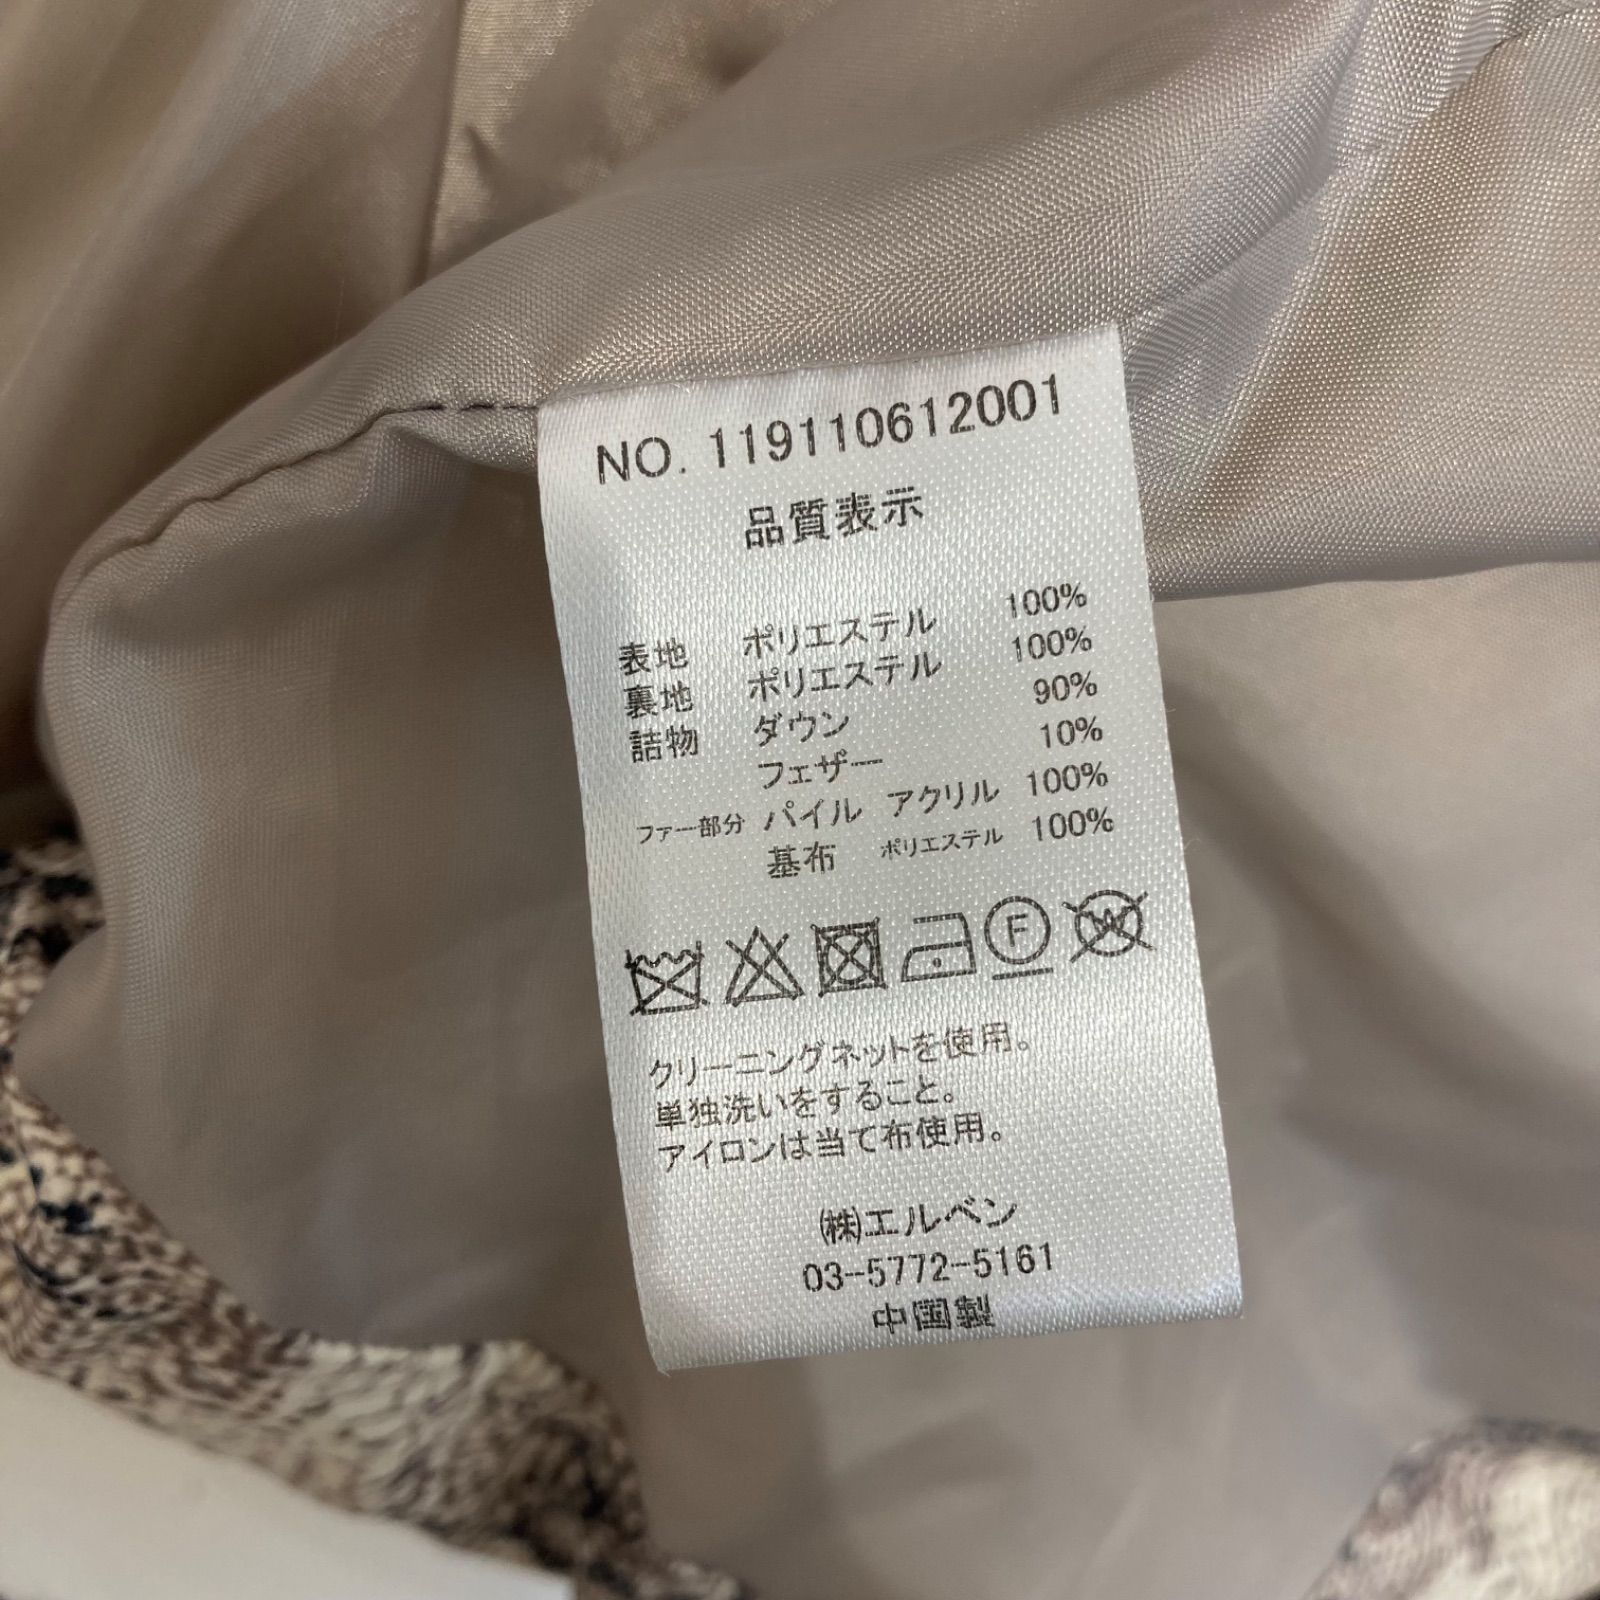 NO. 119110612001
品質表示
表地 ポリエステル 100%
裏地 ポリエステル 100%
詰物 ダウン 90%
フェザー 10%
ファー部分 パイル アクリル 100%
基布 ポリエステル 100%
F W
クリーニングネットを使用。
単独洗いをすること。
アイロンは当て布使用。
㈱エルベン
03-5772-5161
中国製